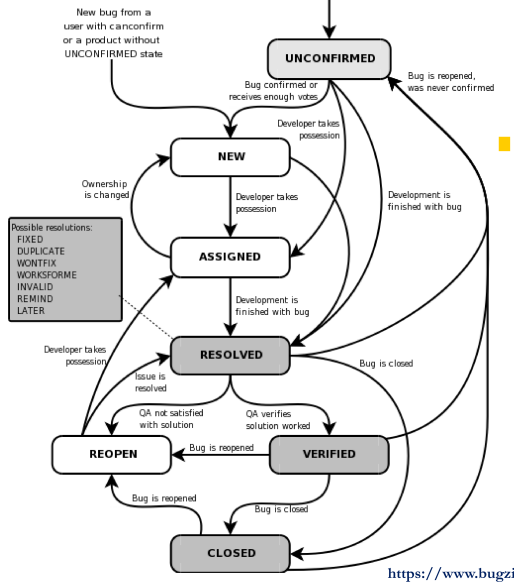 New bug from a
user with canconfirm
or a product without
UNCONFIRMED state
UNCONFIRMED
Bug is reopened,
was never confirmed
Bug confirmed or
receives enough votes
Developer takes
possession
NEW
Ownership
is changed
Developer takes
possession
Development is
finished with bug
Possible resolutions:
FIXED
DUPLICATE
WONTFIX
WORKSFORME
INVALID
REMIND
LATER
ASSIGNED
Development is
finished with bug
Developer takes
possession
RESOLVED
Issue is
resolved
Bug is closed
QA not satisfied
with solution
QA verifies
solution worked
REOPEN
Bug is reopened
VERIFIED
Bug is reopened
Bug is closed
CLOSED
https://www.bugzi